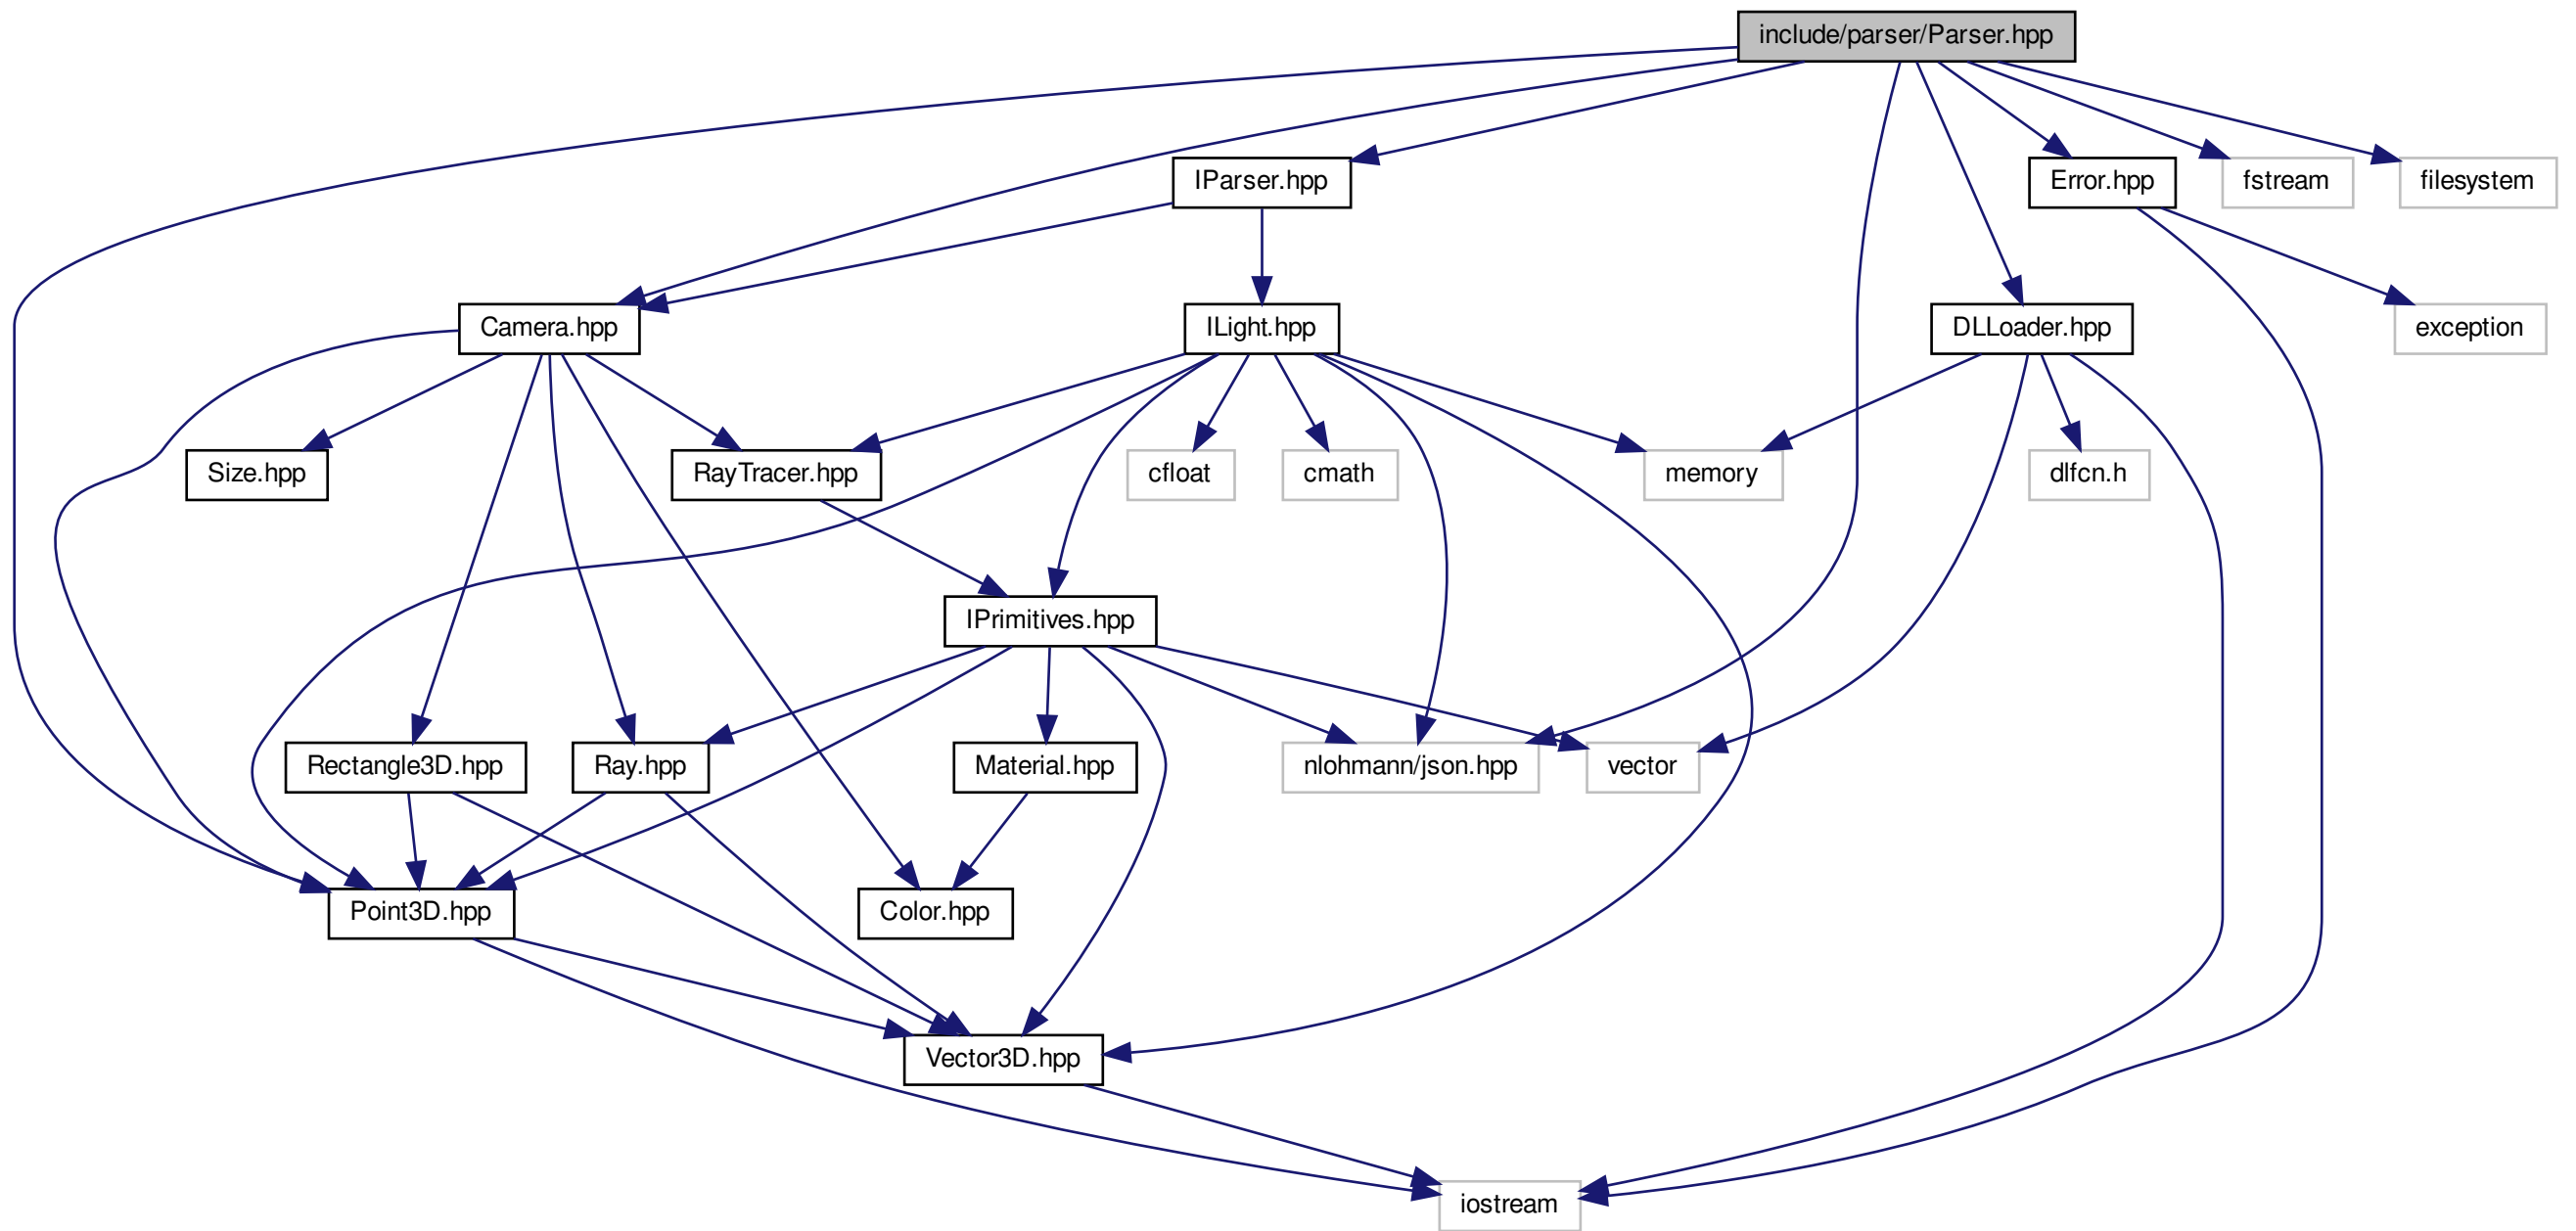 include/parser/Parser.hpp
IParser.hpp
Error.hpp
fstream
filesystem
Camera.hpp
ILight.hpp
DLLoader.hpp
exception
Size.hpp
RayTracer.hpp
cfloat
cmath
memory
dlfcn.h
IPrimitives.hpp
Rectangle3D.hpp
Ray.hpp
Material.hpp
nlohmann/json.hpp
vector
Point3D.hpp
Color.hpp
Vector3D.hpp
iostream